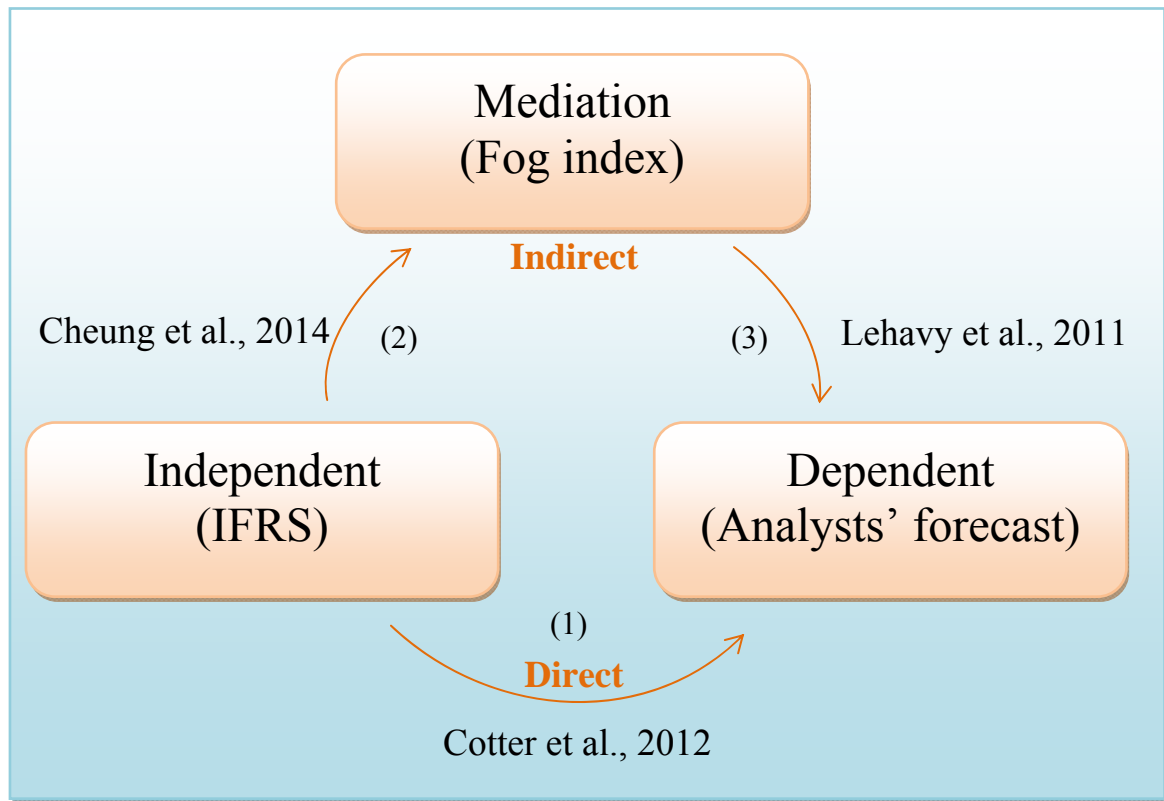 Mediation
(Fog index)
Indirect
Cheung et al., 2014
(2)
(3)
Lehavy et al., 2011
Independent
(IFRS)
Dependent
(Analysts’ forecast)
(1)
Direct
Cotter et al., 2012